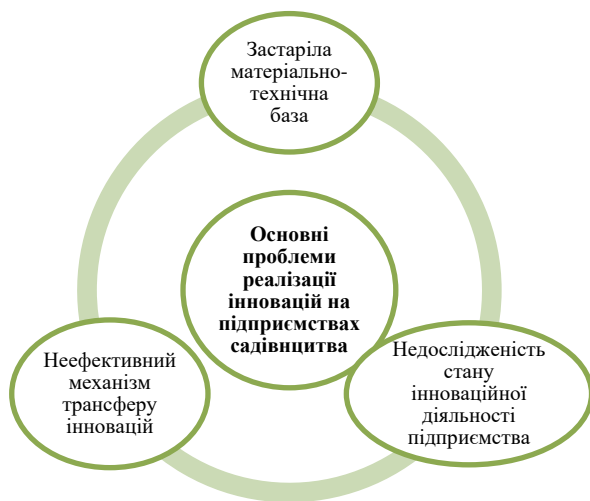 Застаріла
матеріально-
технічна
база
Основні
проблеми
реалізації
інновацій на
підприємствах
садівнцитва
Неефективний
механізм
трансферу
інновацій
Недослідженість
стану
інноваційної
діяльності
підприємства